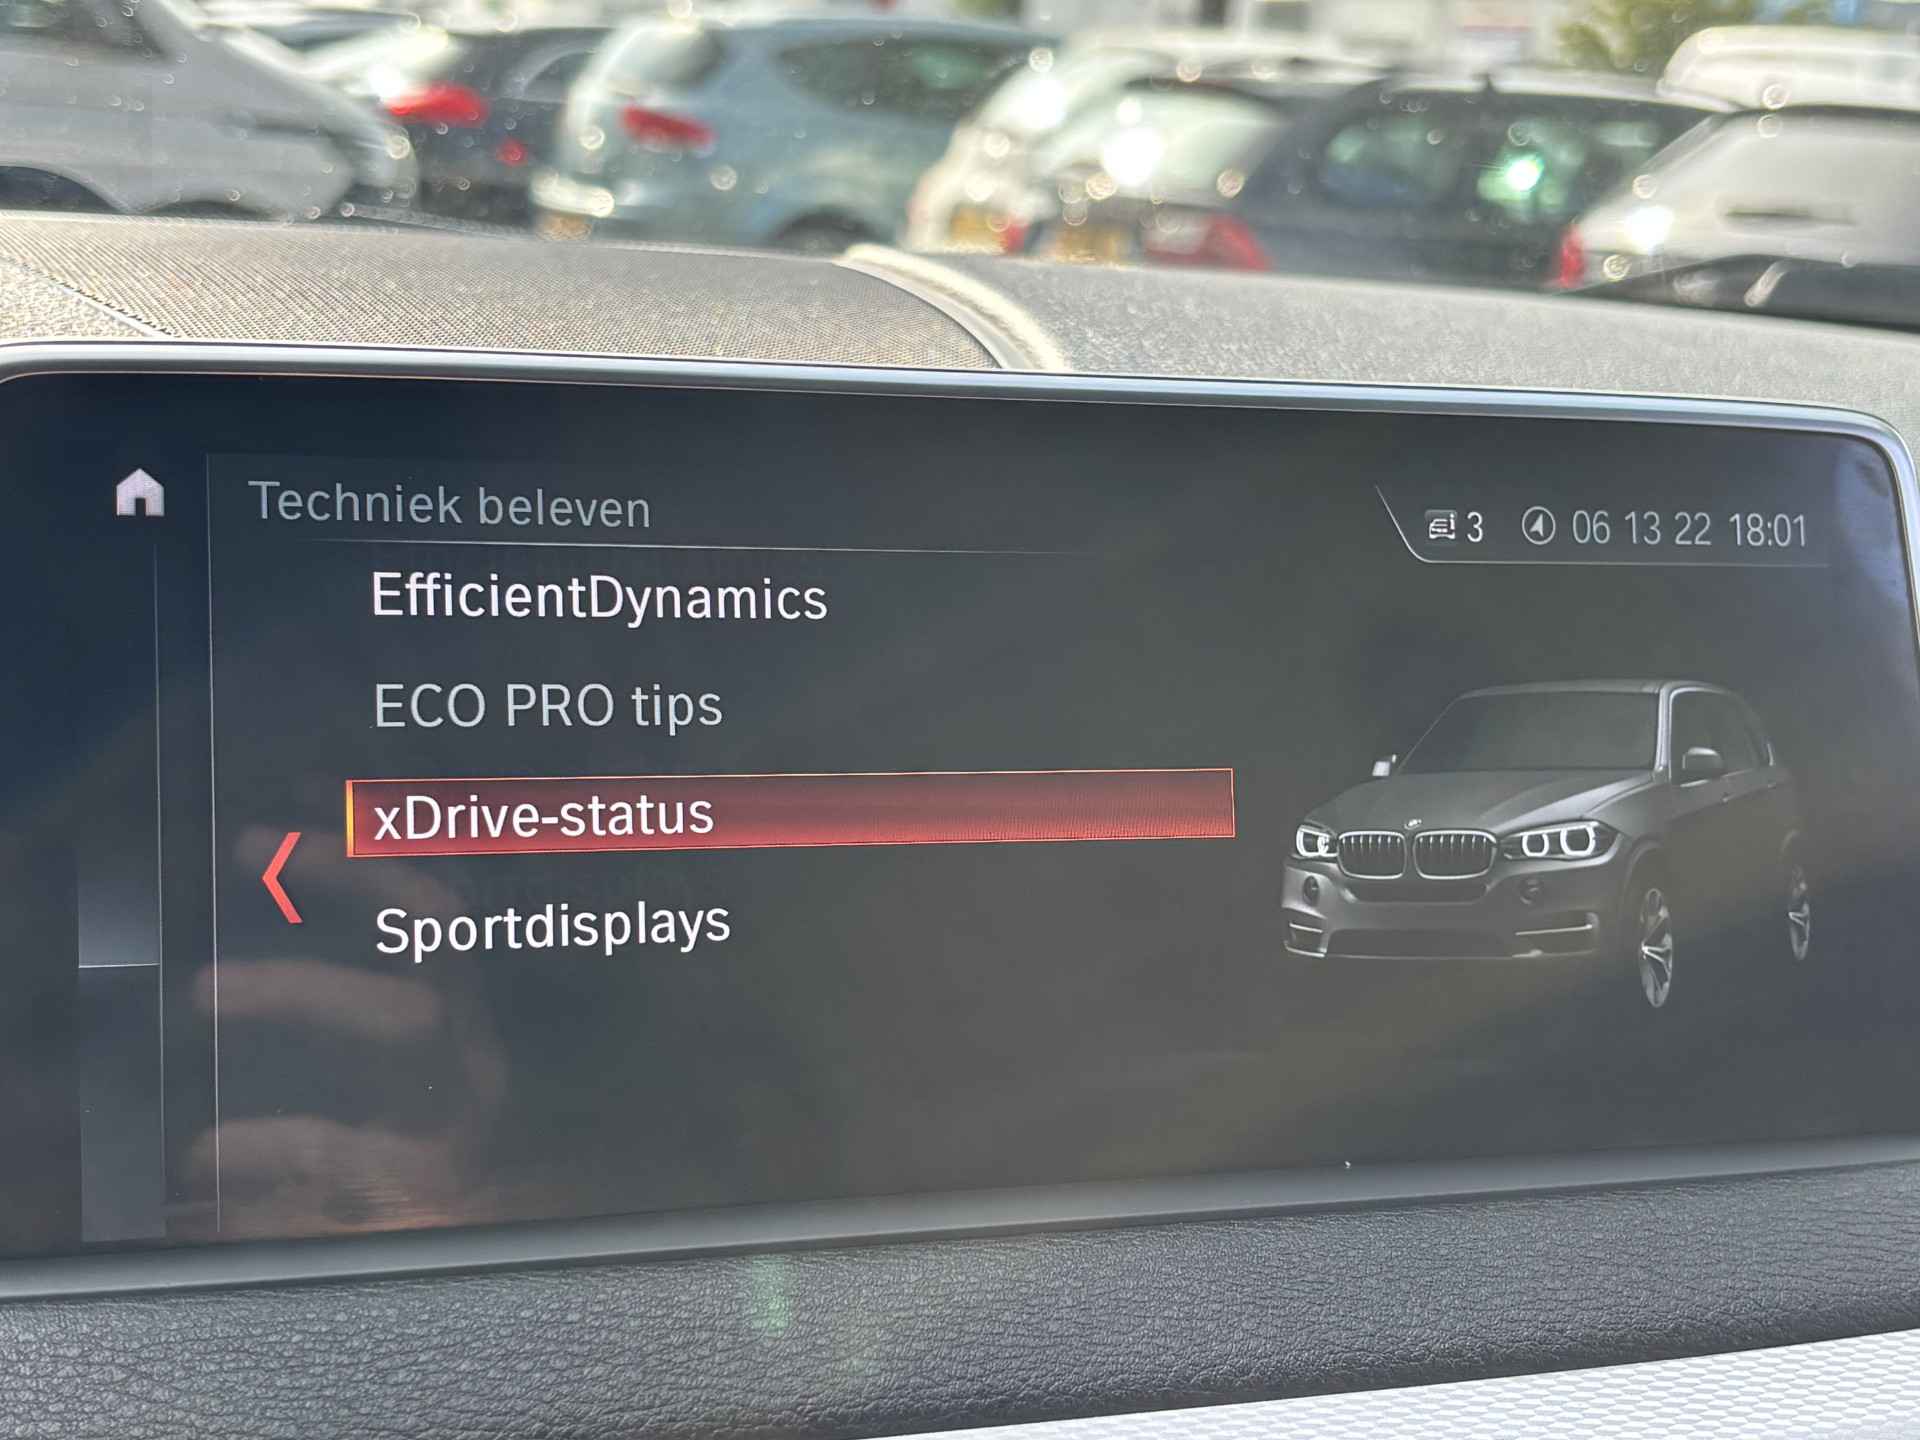 Techniek beleven
3 06 13 22 18:01
EfficientDynamics
ECO PRO tips
xDrive-status
Sportdisplays